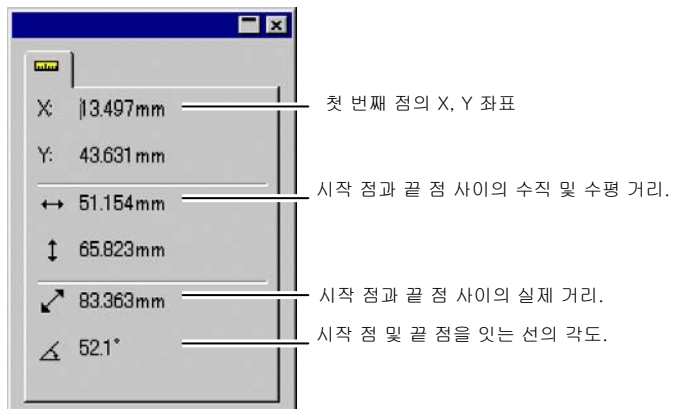 X: 13.497mm 첫 번째 점의 X, Y 좌표
Y: 43.631mm
시작 점과 끝 점 사이의 수직 및 수평 거리.
51.154mm
65.823mm
83.363mm 시작 점과 끝 점 사이의 실제 거리.
52.1° 시작 점 및 끝 점을 잇는 선의 각도.